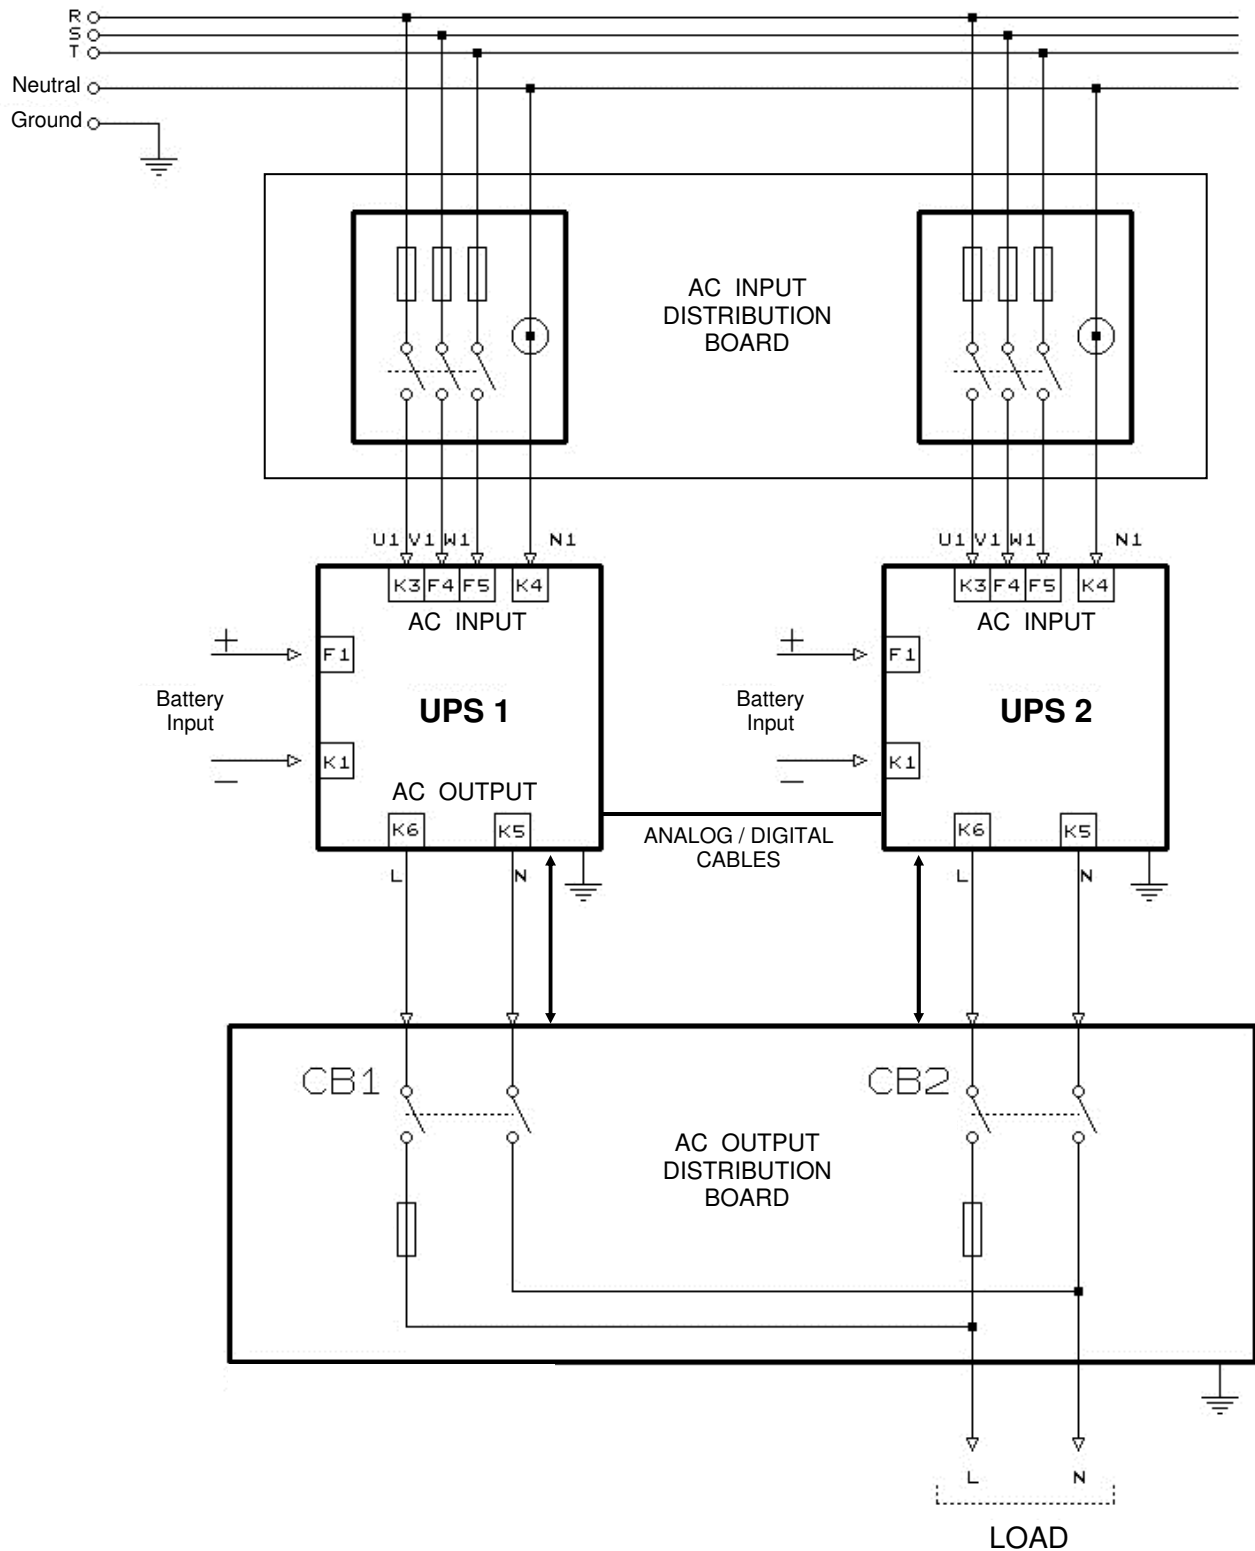 R
S
T
Neutral
Ground
AC INPUT
DISTRIBUTION
BOARD
U1 V1 W1 N1
U1 V1 W1 N1
K3 F4 F5 K4
K3 F4 F5 K4
AC INPUT
AC INPUT
+
+
F1
F1
Battery
Input
UPS 1
Battery
Input
UPS 2
K1
K1
–
–
AC OUTPUT
K6 K5
K6 K5
ANALOG / DIGITAL
CABLES
L N
L N
CB1
CB2
AC OUTPUT
DISTRIBUTION
BOARD
L N
LOAD